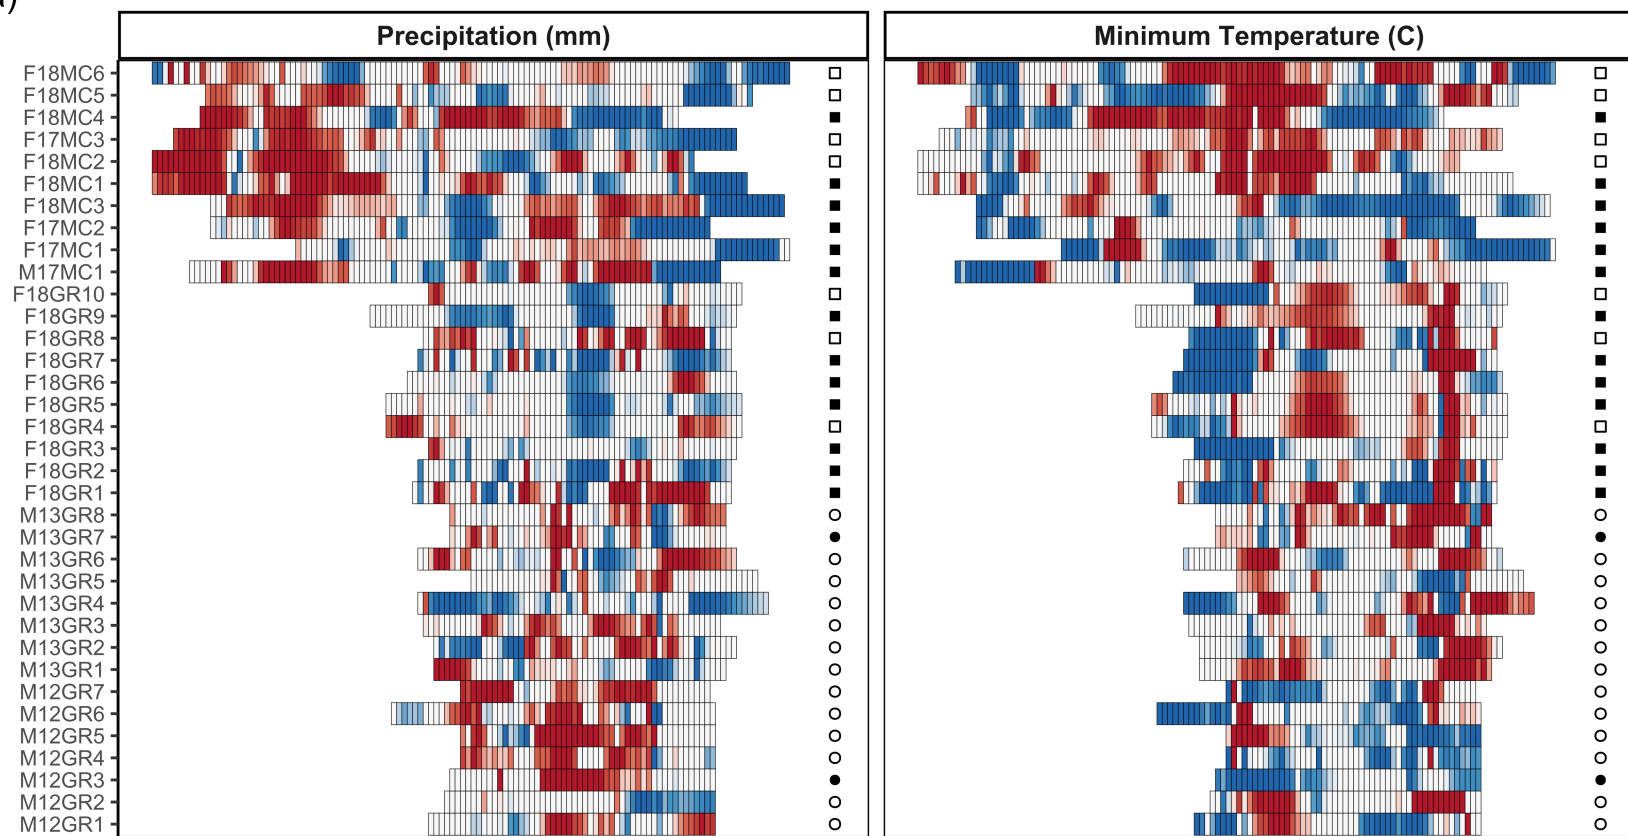 Precipitation (mm)
Minimum Temperature (C)
F18MC6
F18MC5
F18MC4
F17MC3
F18MC2
F18MC1
F18MC3
F17MC2
F17MC1
M17MC1
F18GR10
F18GR9
F18GR8
F18GR7
F18GR6
F18GR5
F18GR4
F18GR3
F18GR2
F18GR1
M13GR8
M13GR7
M13GR6
M13GR5
M13GR4
M13GR3
M13GR2
M13GR1
M12GR7
M12GR6
M12GR5
M12GR4
M12GR3
M12GR2
M12GR1